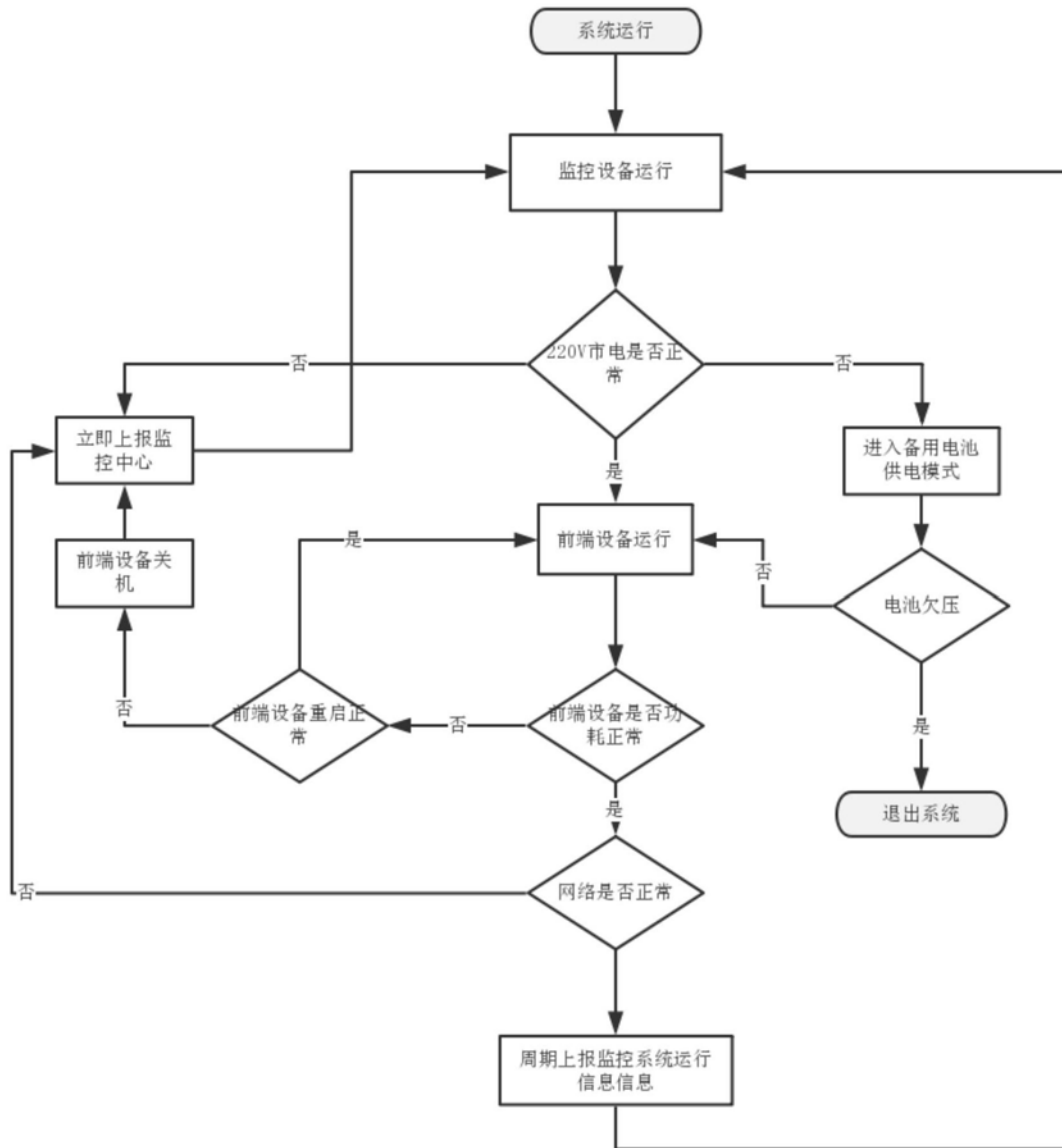 系统运行
监控设备运行
220V市电是否正
常
否
否
立即上报监
控中心
进入备用电池
供电模式
是
前端设备运行
是
前端设备关
机
否
电池欠压
前端设备重启正
常
否
前端设备是否功
耗正常
否
是
是
退出系统
网络是否正常
否
周期上报监控系统运行
信息信息